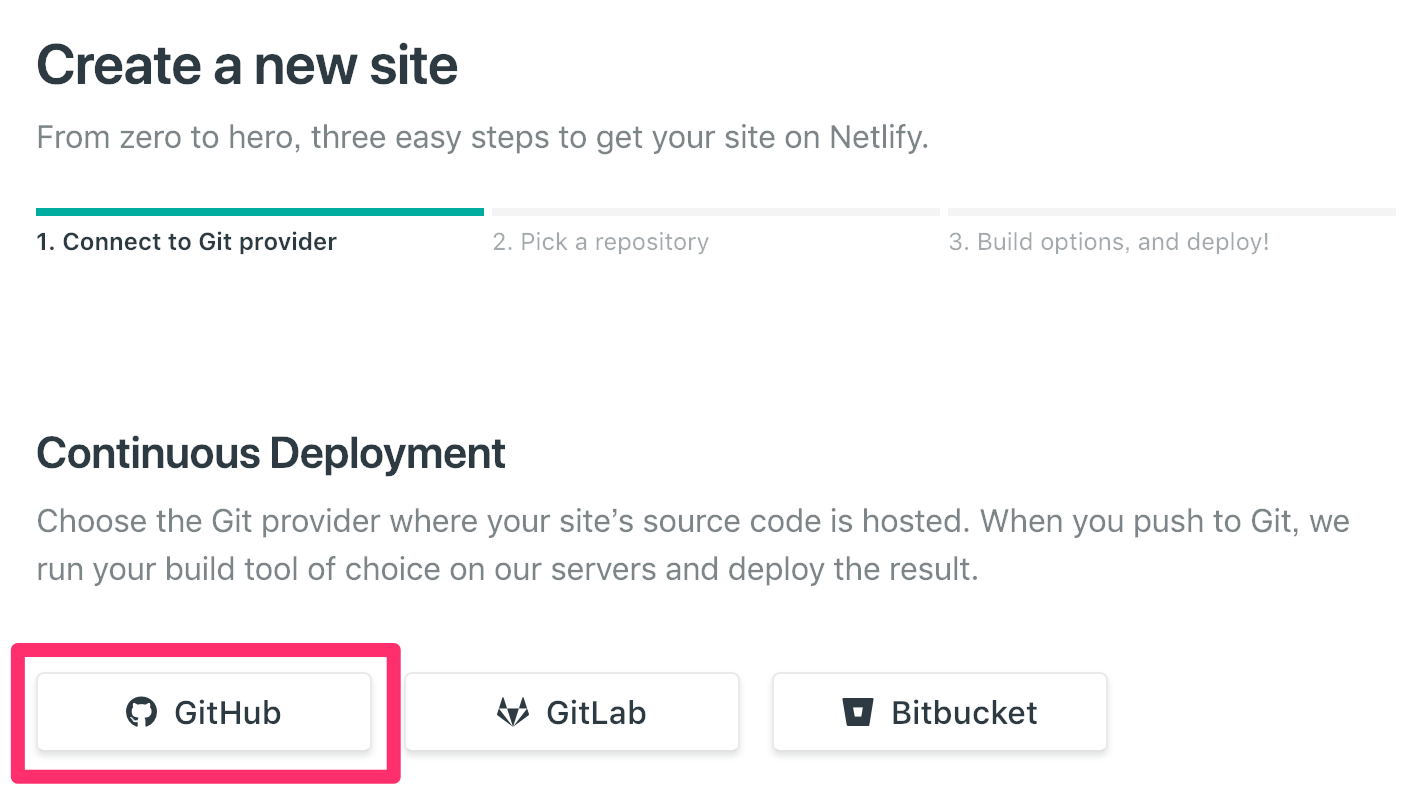 Create a new site
From zero to hero, three easy steps to get your site on Netlify.
1. Connect to Git provider
2. Pick a repository
3. Build options, and deploy!
Continuous Deployment
Choose the Git provider where your site’s source code is hosted. When you push to Git, we
run your build tool of choice on our servers and deploy the result.
GitHub
GitLab
Bitbucket